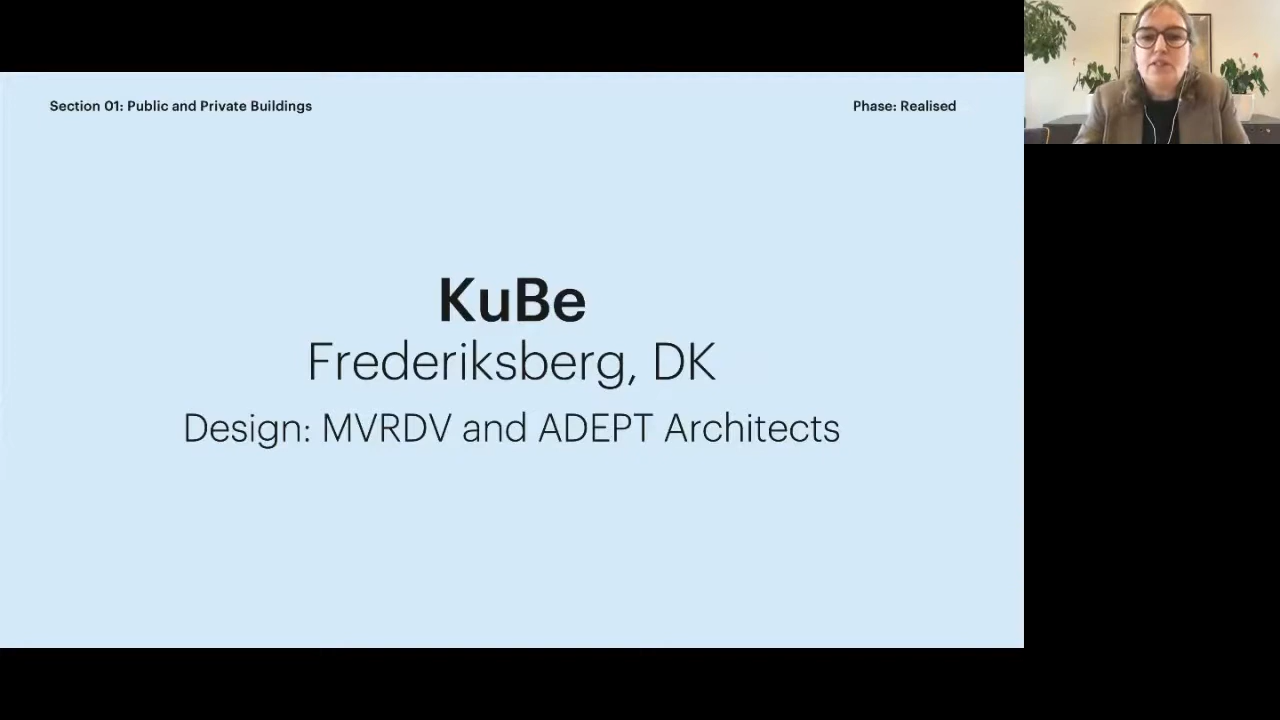 Section 01: Public and Private Buildings
Phase: Realised
KuBe
Frederiksberg, DK
Design: MVRDV and ADEPT Architects